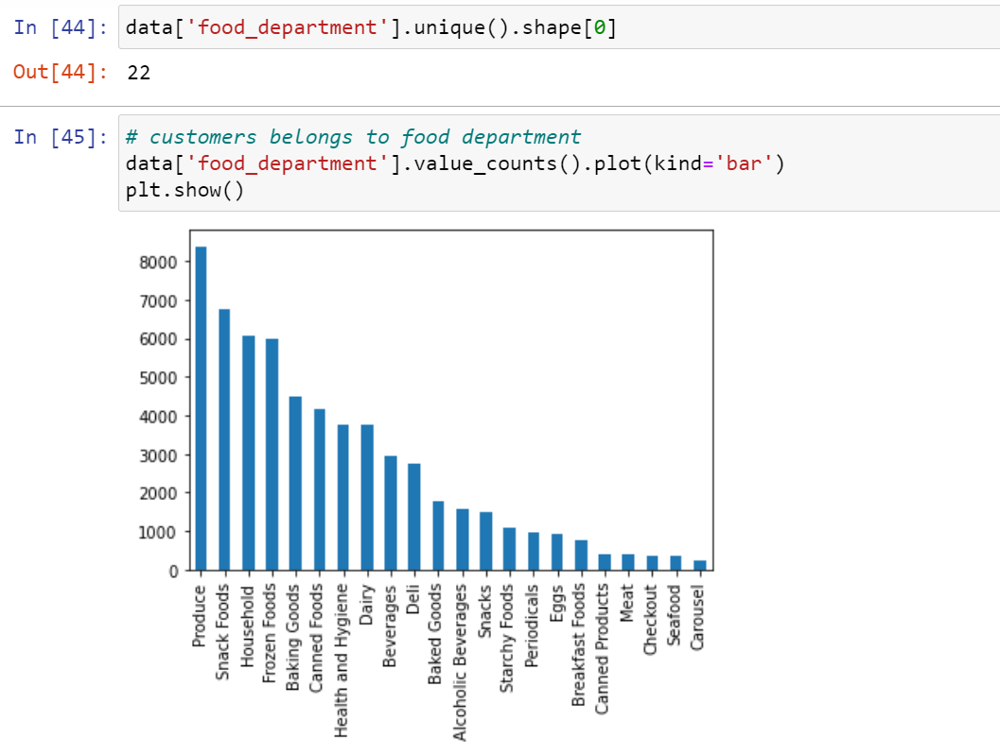 In [44]: data['food_department'].unique().shape[0]
Out[44]: 22
In [45]: # customers belongs to food department
data['food_department'].value_counts().plot(kind='bar')
plt.show()
8000
7000
6000
5000
4000
3000
2000
1000
0
Produce
Snack Foods
Household
Frozen Foods
Baking Goods
Canned Foods
Health and Hygiene
Dairy
Beverages
Deli
Baked Goods
Alcoholic Beverages
Snacks
Starchy Foods
Periodicals
Eggs
Breakfast Foods
Canned Products
Meat
Checkout
Seafood
Carousel